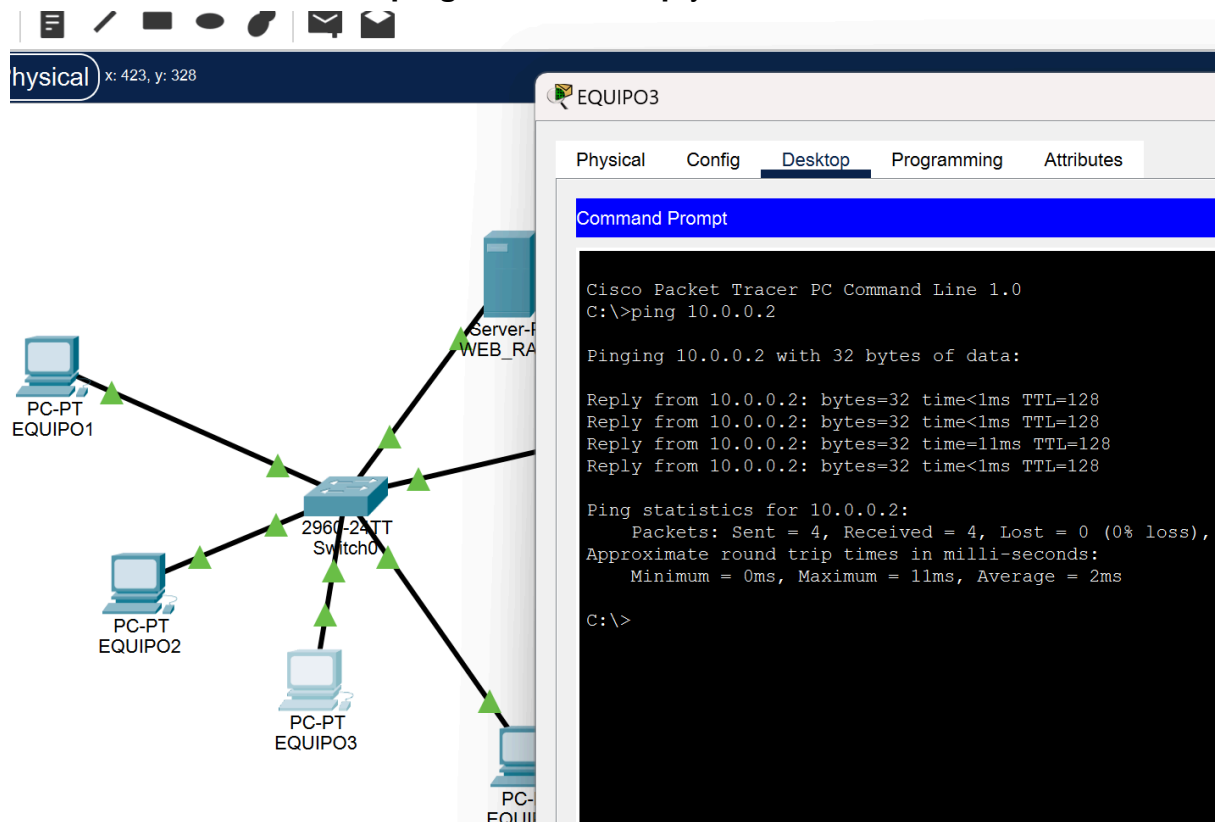 hysical x: 423, y: 328
EQUIPO3
Physical Config Desktop Programming Attributes
Command Prompt
Cisco Packet Tracer PC Command Line 1.0
C:\>ping 10.0.0.2
Pinging 10.0.0.2 with 32 bytes of data:
Reply from 10.0.0.2: bytes=32 time<1ms TTL=128
Reply from 10.0.0.2: bytes=32 time<1ms TTL=128
Reply from 10.0.0.2: bytes=32 time=11ms TTL=128
Reply from 10.0.0.2: bytes=32 time<1ms TTL=128
Ping statistics for 10.0.0.2:
Packets: Sent = 4, Received = 4, Lost = 0 (0% loss),
Approximate round trip times in milli-seconds:
Minimum = 0ms, Maximum = 11ms, Average = 2ms
C:\>
Server-P
WEB_RA
PC-PT
EQUIPO1
2960-24TT
Switch0
PC-PT
EQUIPO2
PC-PT
EQUIPO3
PC-